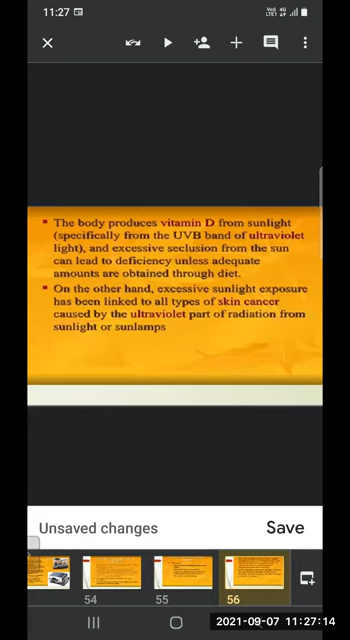 11:27
Vo) 4G
LTE1
▪ The body produces vitamin D from sunlight
(specifically from the UVB band of ultraviolet
light), and excessive seclusion from the sun
can lead to deficiency unless adequate
amounts are obtained through diet.
▪ On the other hand, excessive sunlight exposure
has been linked to all types of skin cancer
caused by the ultraviolet part of radiation from
sunlight or sunlamps
Unsaved changes
Save
54
55
56
2021-09-07 11:27:14